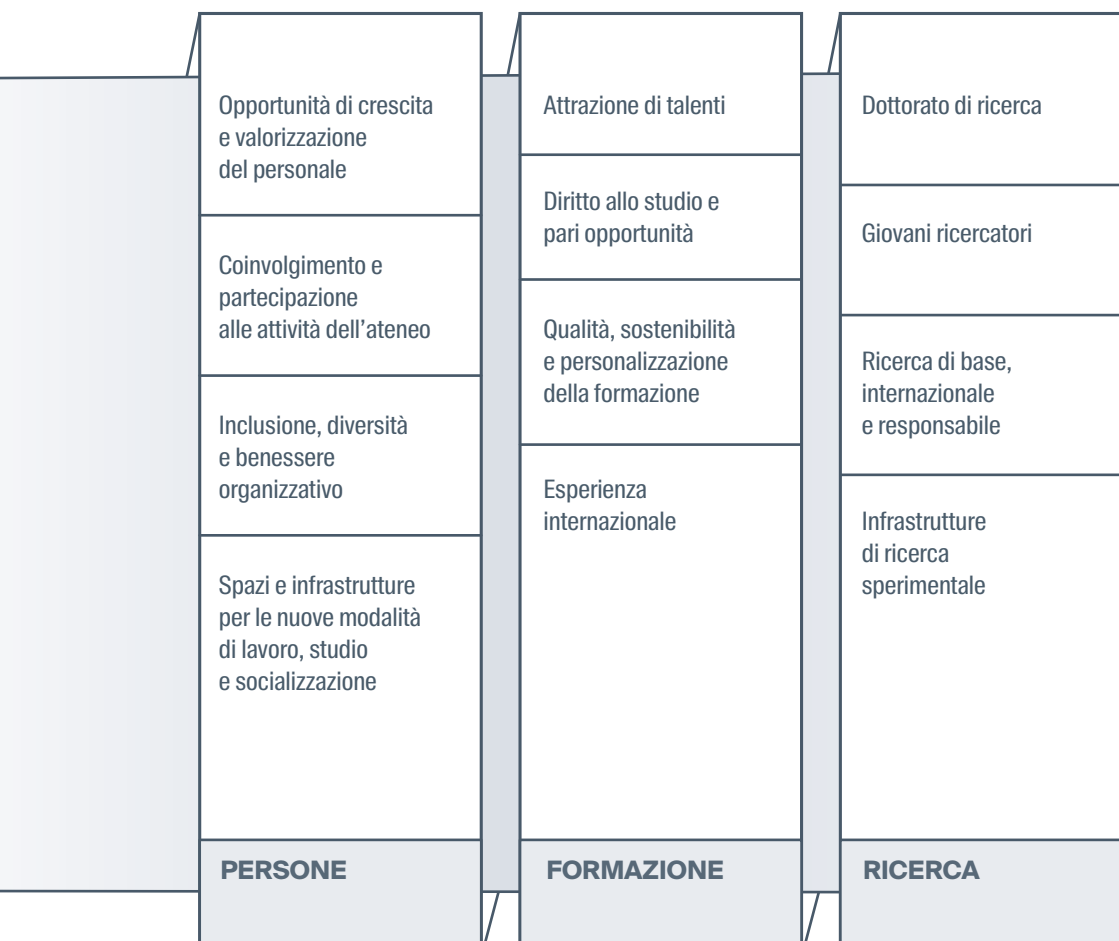 Opportunità di crescita
e valorizzazione
del personale
Coinvolgimento e
partecipazione
alle attività dell'ateneo
Inclusione, diversità
e benessere
organizzativo
Spazi e infrastrutture
per le nuove modalità
di lavoro, studio
e socializzazione
PERSONE
Attrazione di talenti
Diritto allo studio e
pari opportunità
Qualità, sostenibilità
e personalizzazione
della formazione
Esperienza
internazionale
FORMAZIONE
Dottorato di ricerca
Giovani ricercatori
Ricerca di base,
internazionale
e responsabile
Infrastrutture
di ricerca
sperimentale
RICERCA